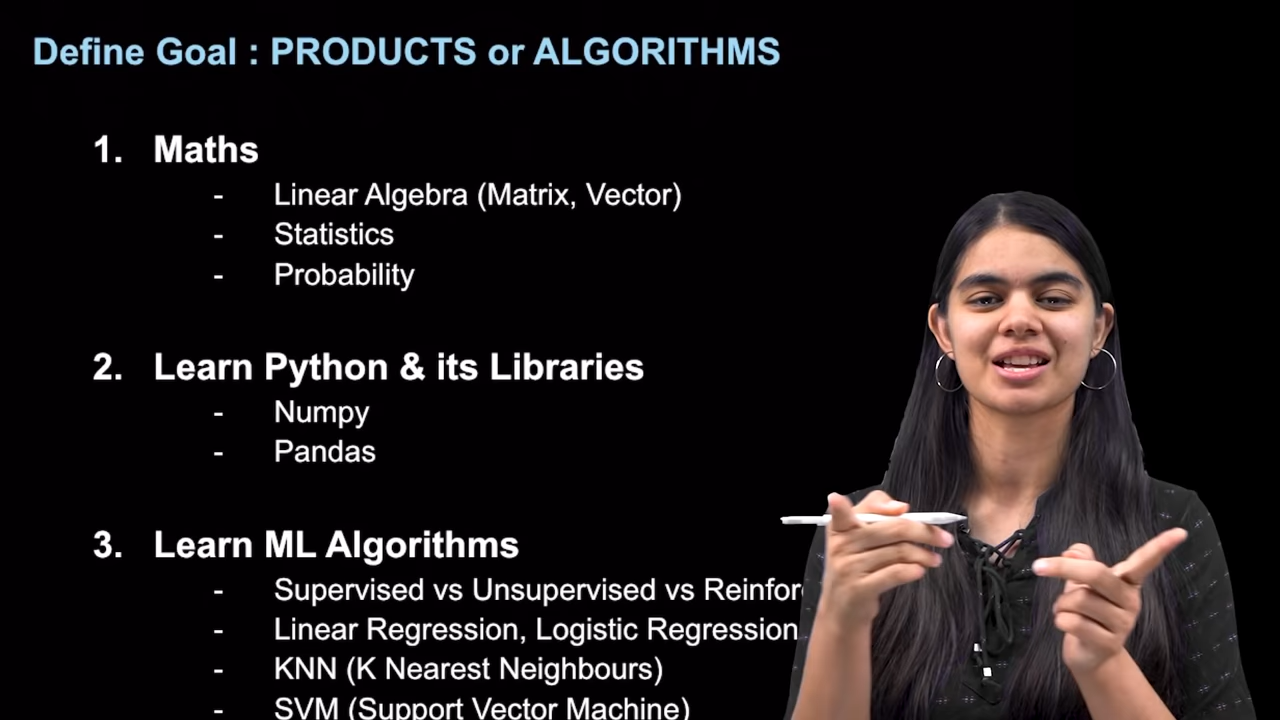 Define Goal : PRODUCTS or ALGORITHMS
1. Maths
- Linear Algebra (Matrix, Vector)
- Statistics
- Probability
2. Learn Python & its Libraries
- Numpy
- Pandas
3. Learn ML Algorithms
- Supervised vs Unsupervised vs
- Linear Regression, Logistic Regression
- KNN (K Nearest Neighbours)
- SVM (Support Vector Machine)